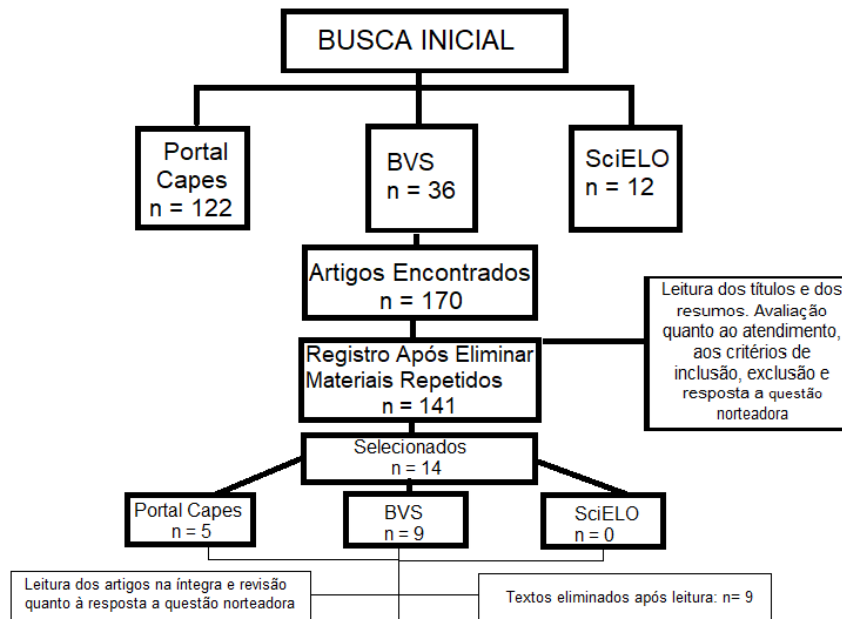 BUSCA INICIAL
Portal
Capes
n = 122
BVS
n = 36
SciELO
n = 12
Artigos Encontrados
n = 170
Leitura dos títulos e dos
resumos. Avaliação
quanto ao atendimento,
aos critérios de
inclusão, exclusão e
resposta a questão
norteadora
Registro Após Eliminar
Materiais Repetidos
n = 141
Selecionados
n = 14
Portal Capes
n = 5
BVS
n = 9
SciELO
n = 0
Leitura dos artigos na íntegra e revisão
quanto à resposta a questão norteadora
Textos eliminados após leitura: n= 9